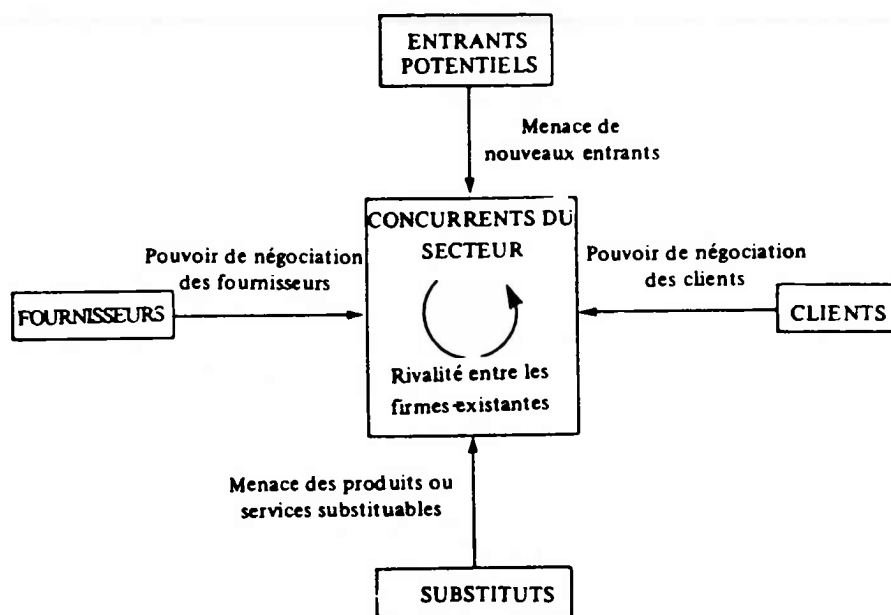 ENTRANTS
POTENTIELS
Menace de
nouveaux entrants
CONCURRENTS DU
SECTEUR
Pouvoir de négociation
des fournisseurs
Pouvoir de négociation
des clients
FOURNISSEURS
CLIENTS
Rivalité entre les
firmes-existantes
Menace des produits ou
services substituables
SUBSTITUTS